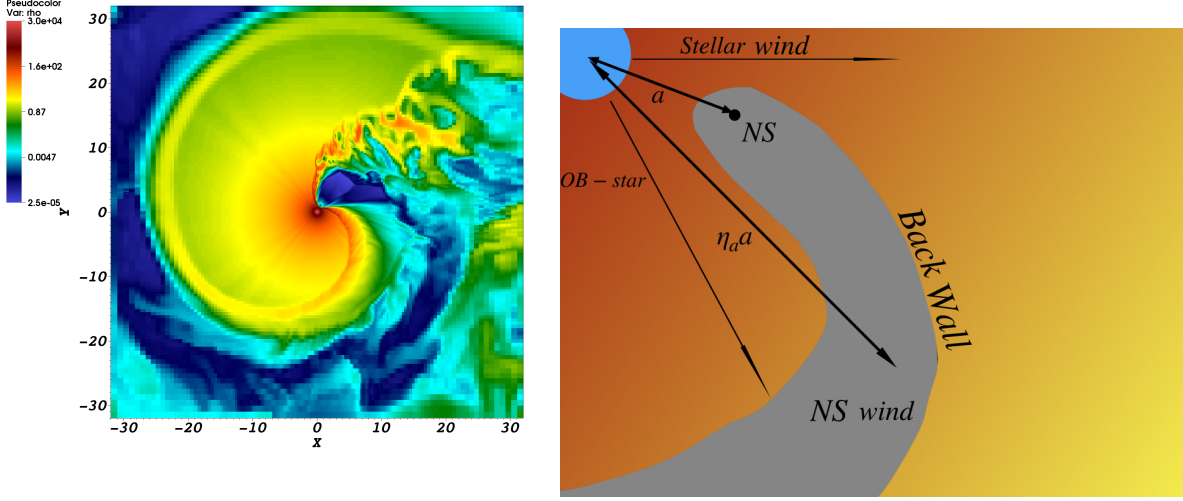 Pseudocolor
Var: rho
3.0e+04
1.6e+02
0.87
0.0047
2.5e-05
30
20
10
0
-10
-20
-30
Y
-30 -20 -10 0 10 20 30
X
Stellar wind
a
NS
OB – star
ηₐa
Back Wall
NS wind